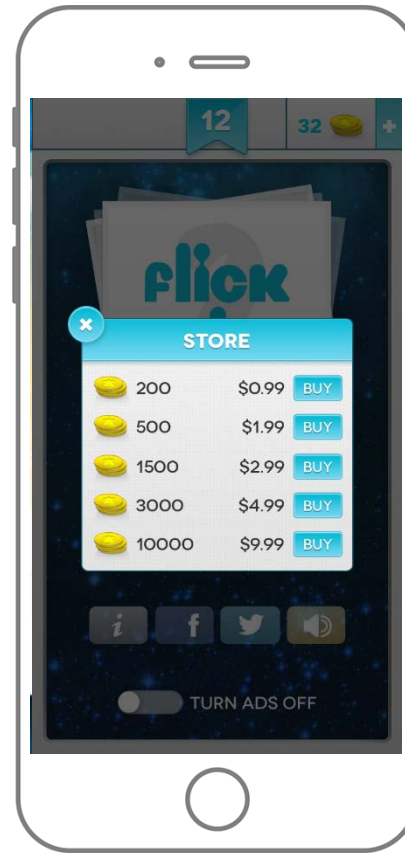 12
32 +
flick
STORE
200 $0.99 BUY
500 $1.99 BUY
1500 $2.99 BUY
3000 $4.99 BUY
10000 $9.99 BUY
i f
TURN ADS OFF